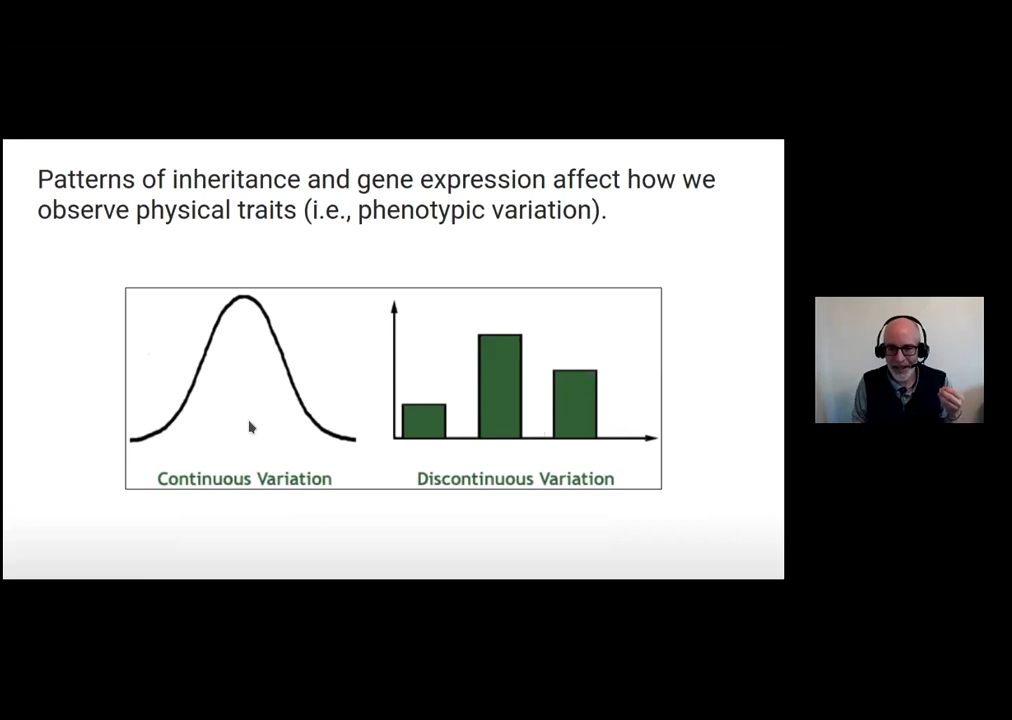 Patterns of inheritance and gene expression affect how we
observe physical traits (i.e., phenotypic variation).
Continuous Variation
Discontinuous Variation